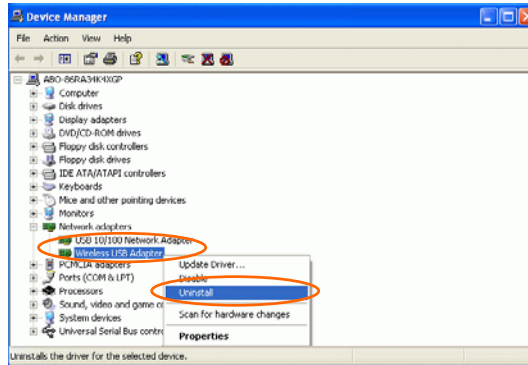 Device Manager
File Action View Help
ABO-86RA34K4XGP
Computer
Disk drives
Display adapters
DVD/CD-ROM drives
Floppy disk controllers
Floppy disk drives
IDE ATA/ATAPI controllers
Keyboards
Mice and other pointing devices
Monitors
Network adapters
USB 10/100 Network Adapter
Wireless USB Adapter
PCMCIA adapters
Update Driver...
Ports (COM & LPT)
Disable
Processors
Uninstall
Sound, video and game co
System devices
Scan for hardware changes
Universal Serial Bus contro
Properties
Uninstalls the driver for the selected device.